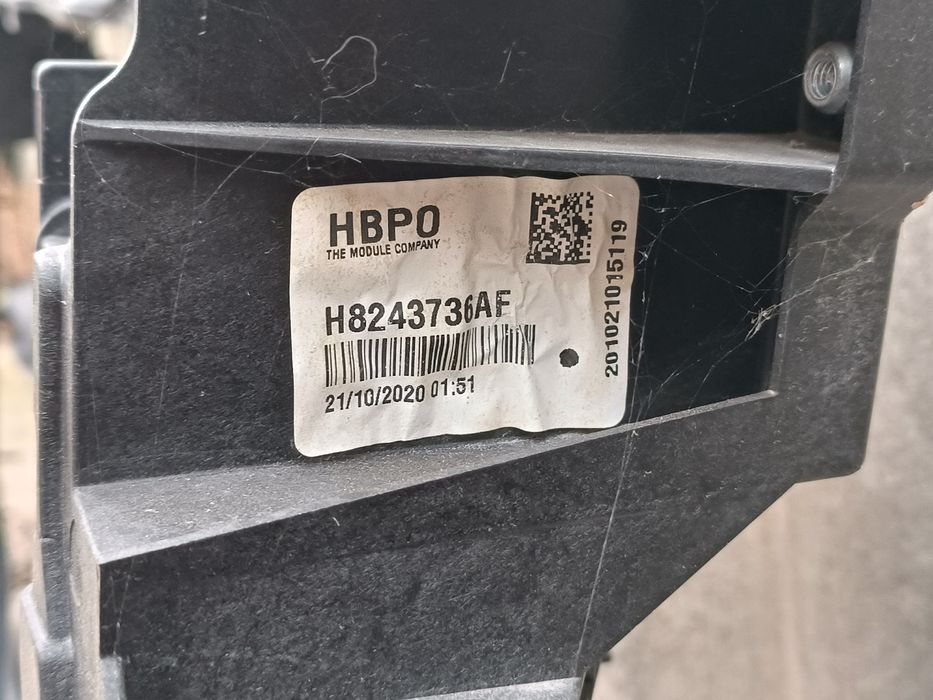 HBPO
THE MODULE COMPANY
H8243736AF
21/10/2020 01:51
201021015119